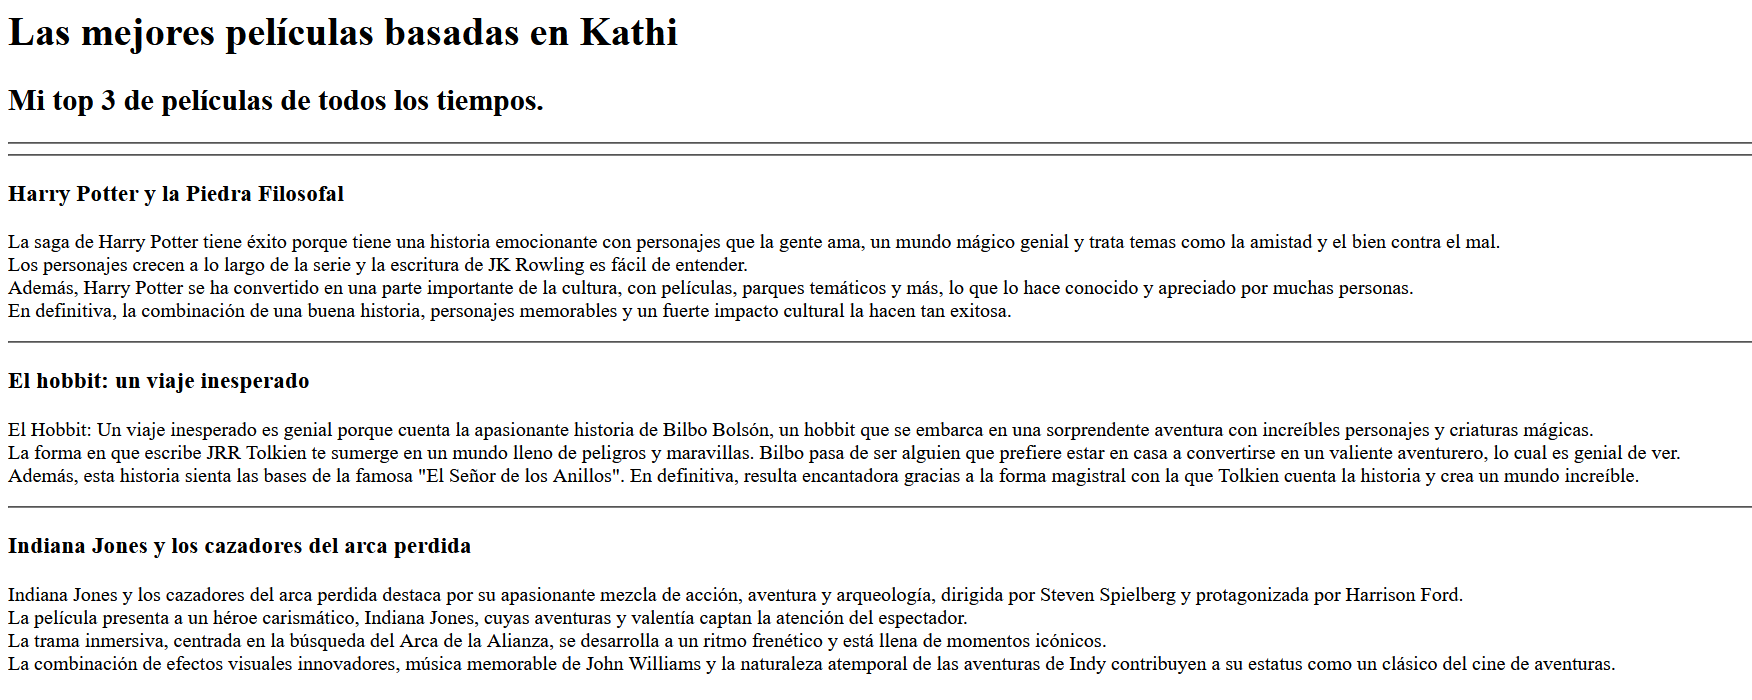 Las mejores películas basadas en Kathi
Mi top 3 de películas de todos los tiempos.
Harry Potter y la Piedra Filosofal
La saga de Harry Potter tiene éxito porque tiene una historia emocionante con personajes que la gente ama, un mundo mágico genial y trata temas como la amistad y el bien contra el mal.
Los personajes crecen a lo largo de la serie y la escritura de JK Rowling es fácil de entender.
Además, Harry Potter se ha convertido en una parte importante de la cultura, con películas, parques temáticos y más, lo que lo hace conocido y apreciado por muchas personas.
En definitiva, la combinación de una buena historia, personajes memorables y un fuerte impacto cultural la hacen tan exitosa.
El hobbit: un viaje inesperado
El Hobbit: Un viaje inesperado es genial porque cuenta la apasionante historia de Bilbo Bolsón, un hobbit que se embarca en una sorprendente aventura con increíbles personajes y criaturas mágicas.
La forma en que escribe JRR Tolkien te sumerge en un mundo lleno de peligros y maravillas. Bilbo pasa de ser alguien que prefiere estar en casa a convertirse en un valiente aventurero, lo cual es genial de ver.
Además, esta historia sienta las bases de la famosa "El Señor de los Anillos". En definitiva, resulta encantadora gracias a la forma magistral con la que Tolkien cuenta la historia y crea un mundo increíble.
Indiana Jones y los cazadores del arca perdida
Indiana Jones y los cazadores del arca perdida destaca por su apasionante mezcla de acción, aventura y arqueología, dirigida por Steven Spielberg y protagonizada por Harrison Ford.
La película presenta a un héroe carismático, Indiana Jones, cuyas aventuras y valentía captan la atención del espectador.
La trama inmersiva, centrada en la búsqueda del Arca de la Alianza, se desarrolla a un ritmo frenético y está llena de momentos icónicos.
La combinación de efectos visuales innovadores, música memorable de John Williams y la naturaleza atemporal de las aventuras de Indy contribuyen a su estatus como un clásico del cine de aventuras.